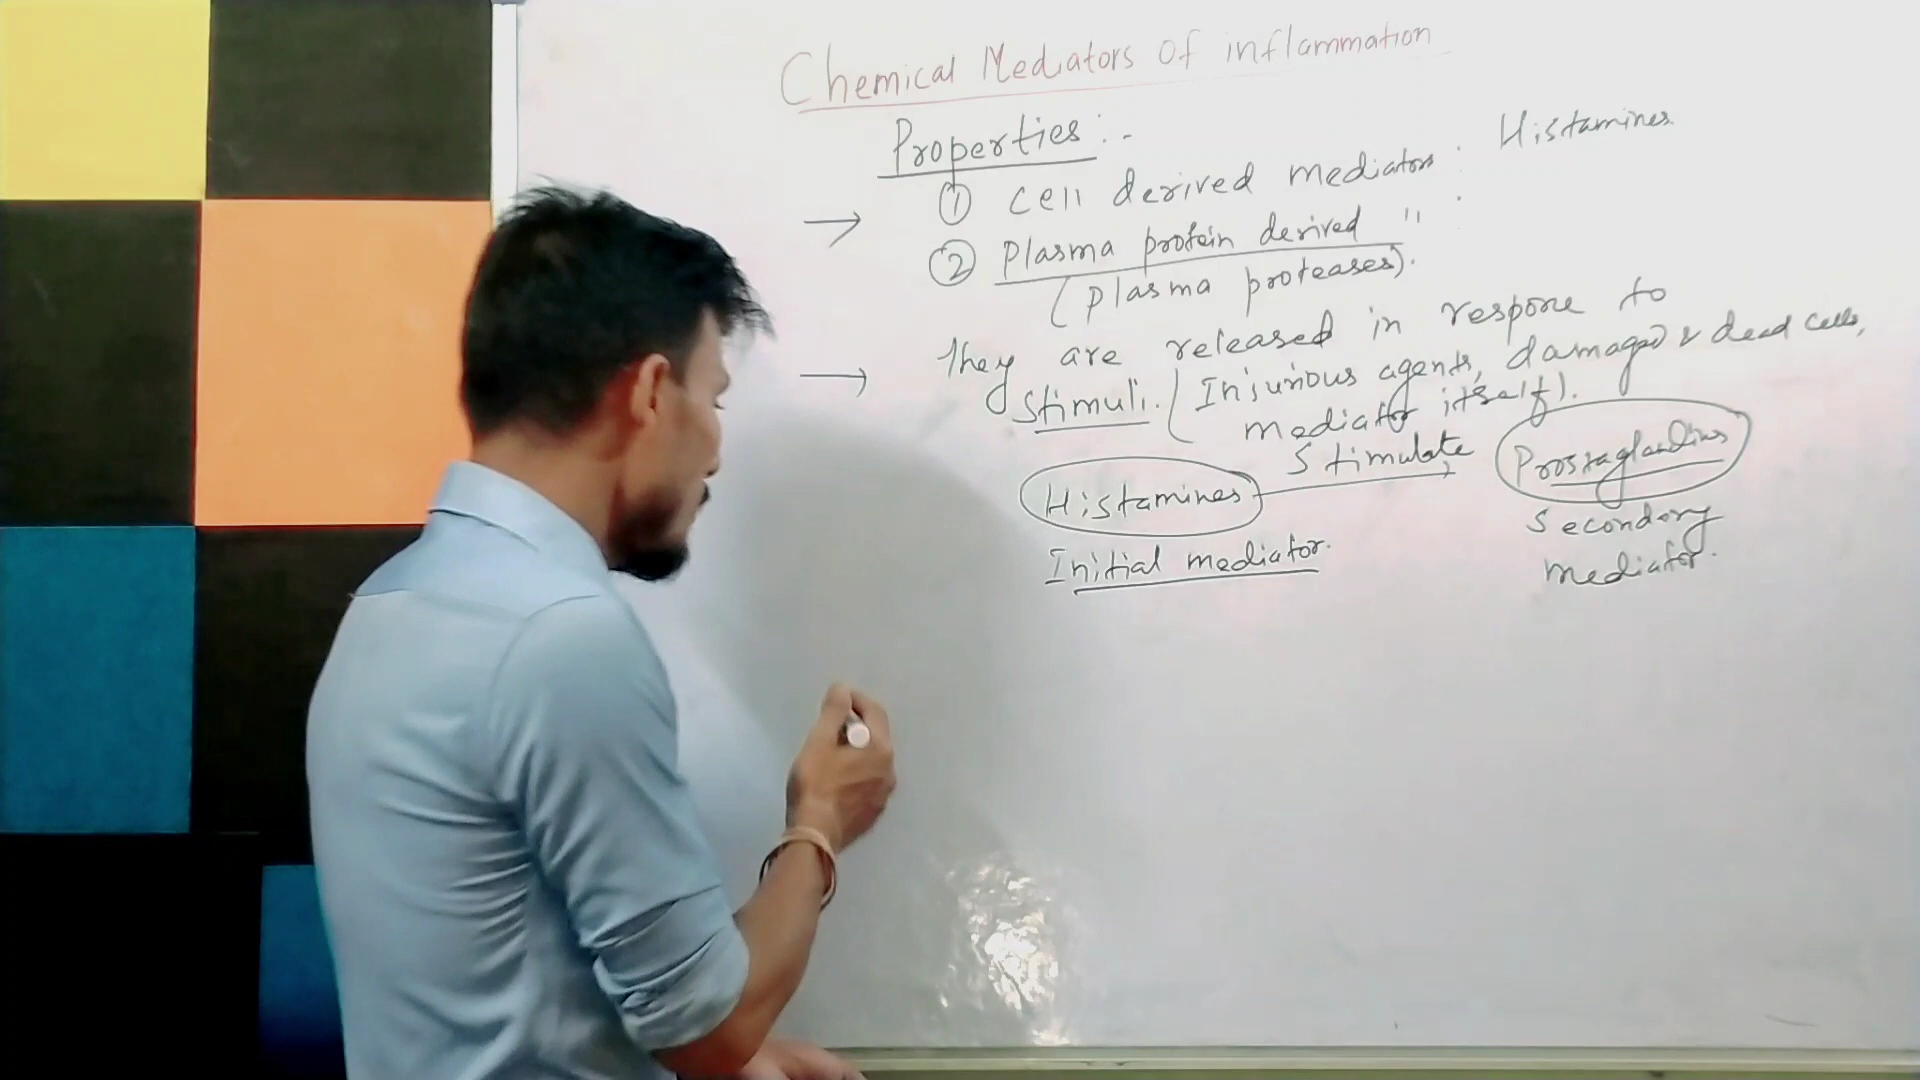 Chemical Mediators Of inflammation
Properties :-
① Cell derived mediators : Histamines
② Plasma protein derived " :
(Plasma proteases).
→ They are released in respone to
Stimuli. (Injurious agents, damaged & dead cells,
mediator itself).
Histamines Stimulate → Prostaglandins
Initial mediator. Secondary
mediator.